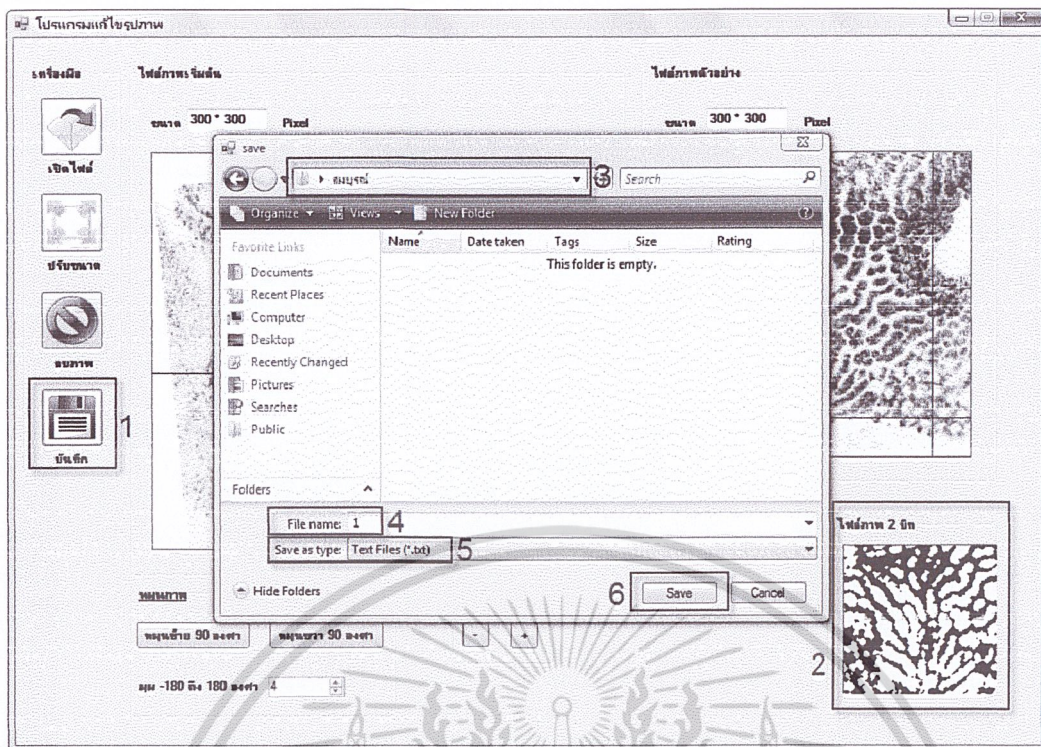 โปรแกรมแก้ไขรูปภาพ
เครื่องมือ
ไฟล์ภาพเริ่มต้น
ไฟล์ภาพตัวอย่าง
ขนาด 300 * 300 Pixel
ขนาด 300 * 300 Pixel
เปิดไฟล์
ปรับขนาด
ลบภาพ
บันทึก
1
save
สมบูรณ์
3
Search
Organize Views New Folder
Favorite Links
Name Date taken Tags Size Rating
This folder is empty.
Documents
Recent Places
Computer
Desktop
Recently Changed
Pictures
Searches
Public
Folders
File name: 1
4
Save as type: Text Files (*.txt)
5
Hide Folders
6
Save
Cancel
ไฟล์ภาพ 2 บิท
2
หมุนภาพ
หมุนซ้าย 90 องศา
หมุนขวา 90 องศา
-
+
มุม -180 ถึง 180 องศา 4